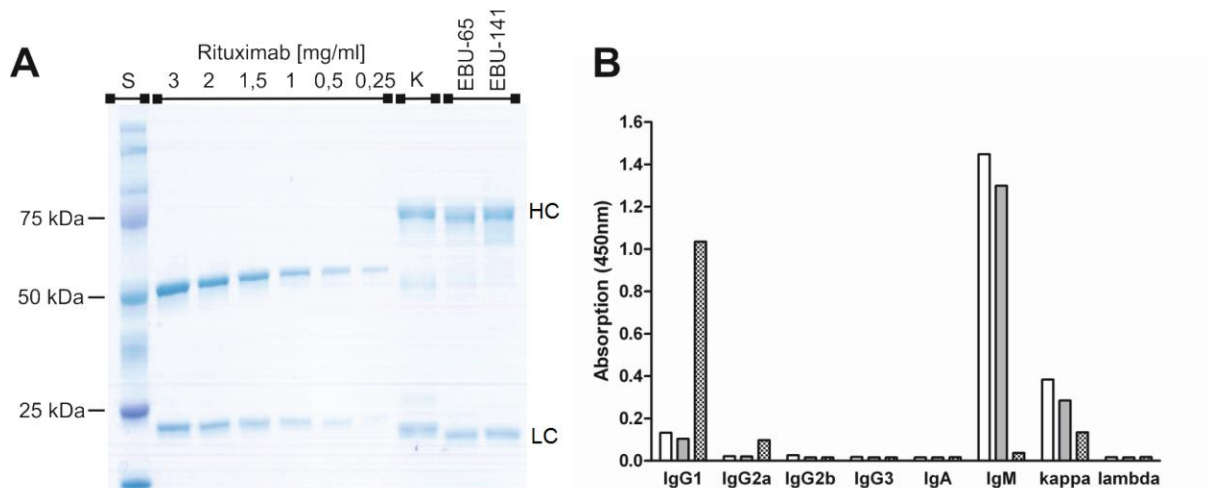 A
Rituximab [mg/ml]
S 3 2 1,5 1 0,5 0,25 K EBU-65 EBU-141
75 kDa
HC
50 kDa
25 kDa
LC
B
Absorption (450nm)
1.6
1.4
1.2
1.0
0.8
0.6
0.4
0.2
0.0
IgG1 IgG2a IgG2b IgG3 IgA IgM kappa lambda